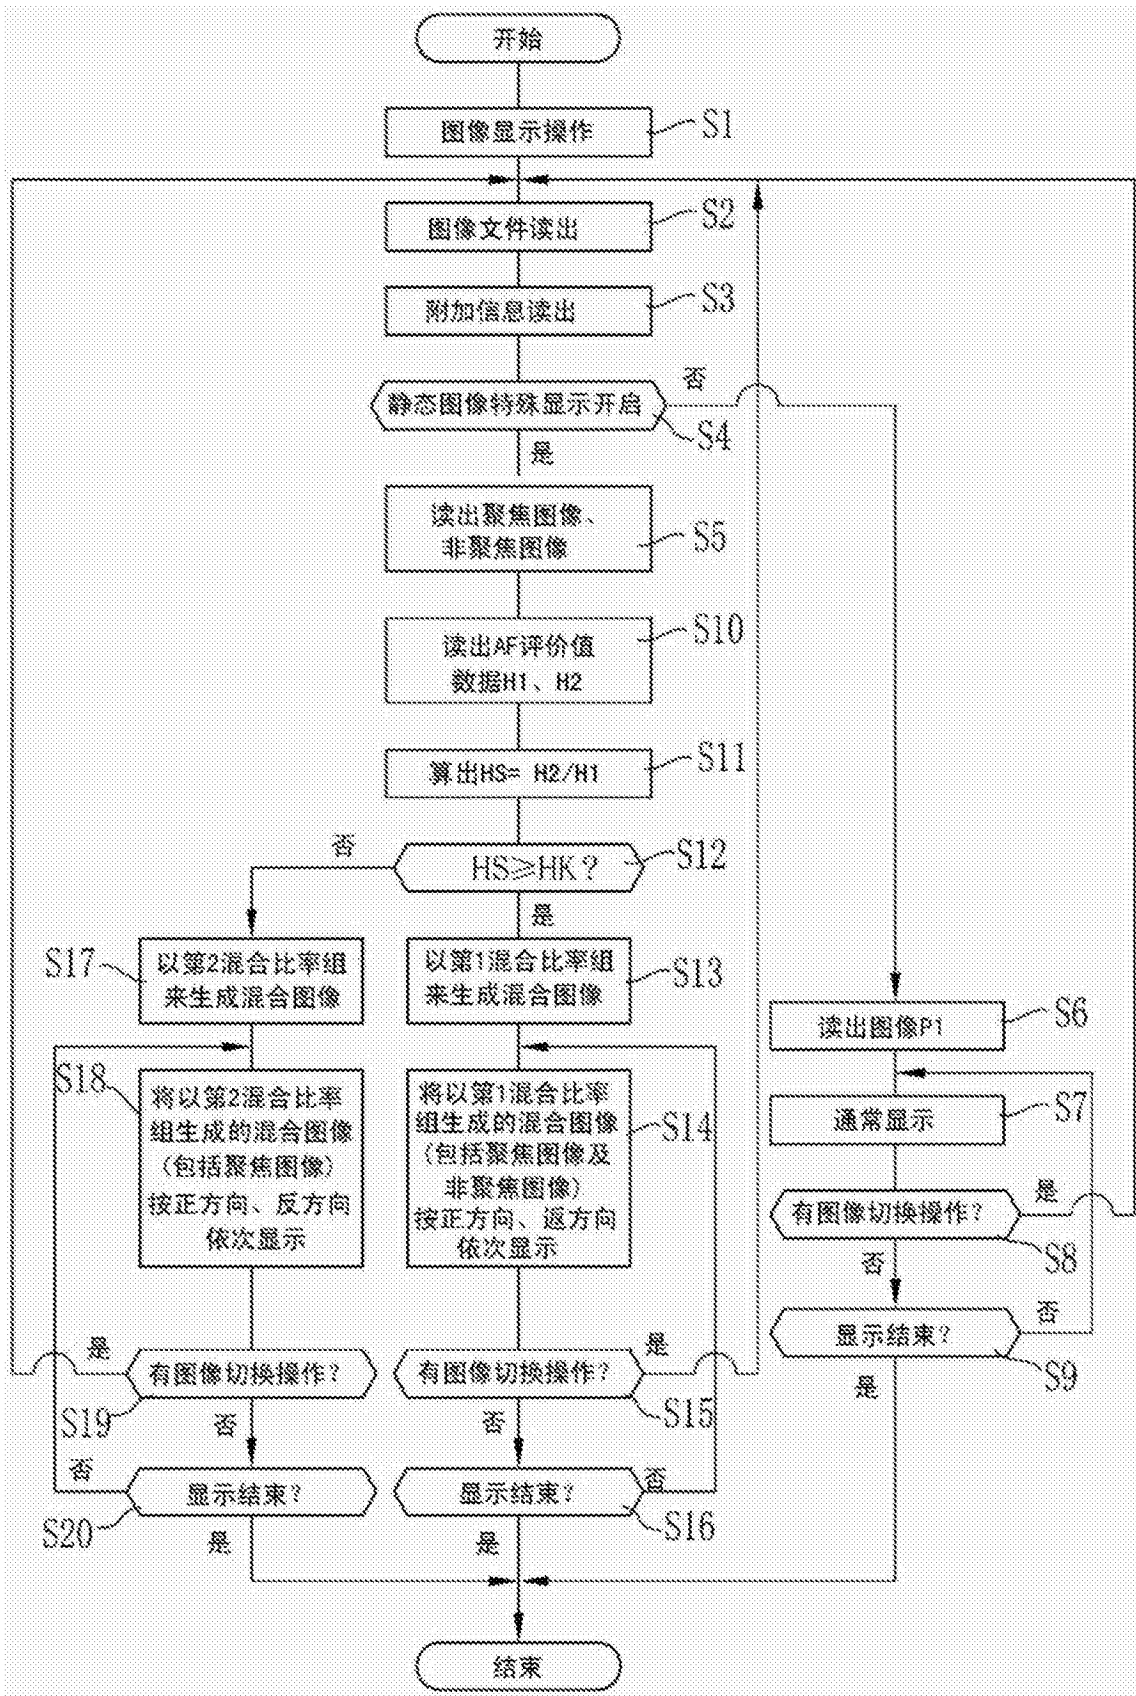 开始
图像显示操作
S1
图像文件读出
S2
附加信息读出
S3
静态图像特殊显示开启
S4
否
是
读出聚焦图像、
非聚焦图像
S5
读出AF评价值
数据H1、H2
S10
算出HS= H2/H1
S11
HS≥HK?
S12
否
是
S17
以第2混合比率组
来生成混合图像
以第1混合比率组
来生成混合图像
S13
读出图像P1
S6
S18
将以第2混合比率
组生成的混合图像
(包括聚焦图像)
按正方向、反方向
依次显示
将以第1混合比率
组生成的混合图像
(包括聚焦图像及
非聚焦图像)
按正方向、返方向
依次显示
S14
通常显示
S7
有图像切换操作?
是
S8
否
显示结束?
否
S9
是
是
有图像切换操作?
S19
否
有图像切换操作?
是
S15
否
否
显示结束?
S20
是
显示结束?
否
S16
是
结束